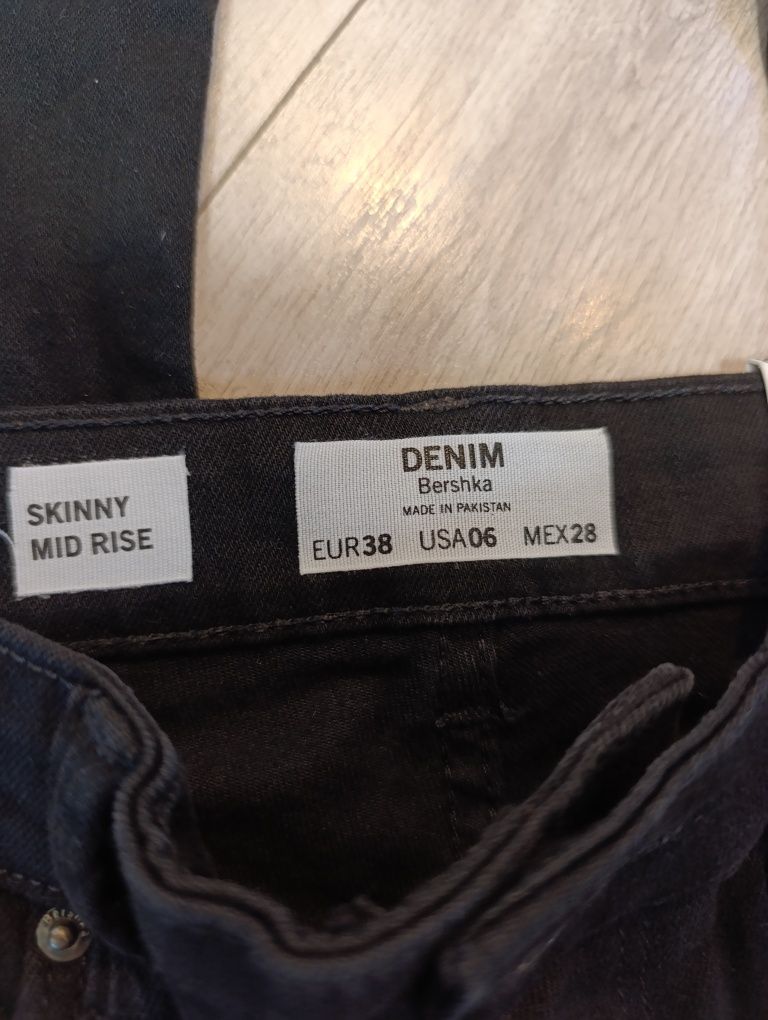 SKINNY
MID RISE
DENIM
Bershka
MADE IN PAKISTAN
EUR38 USA06 MEX28